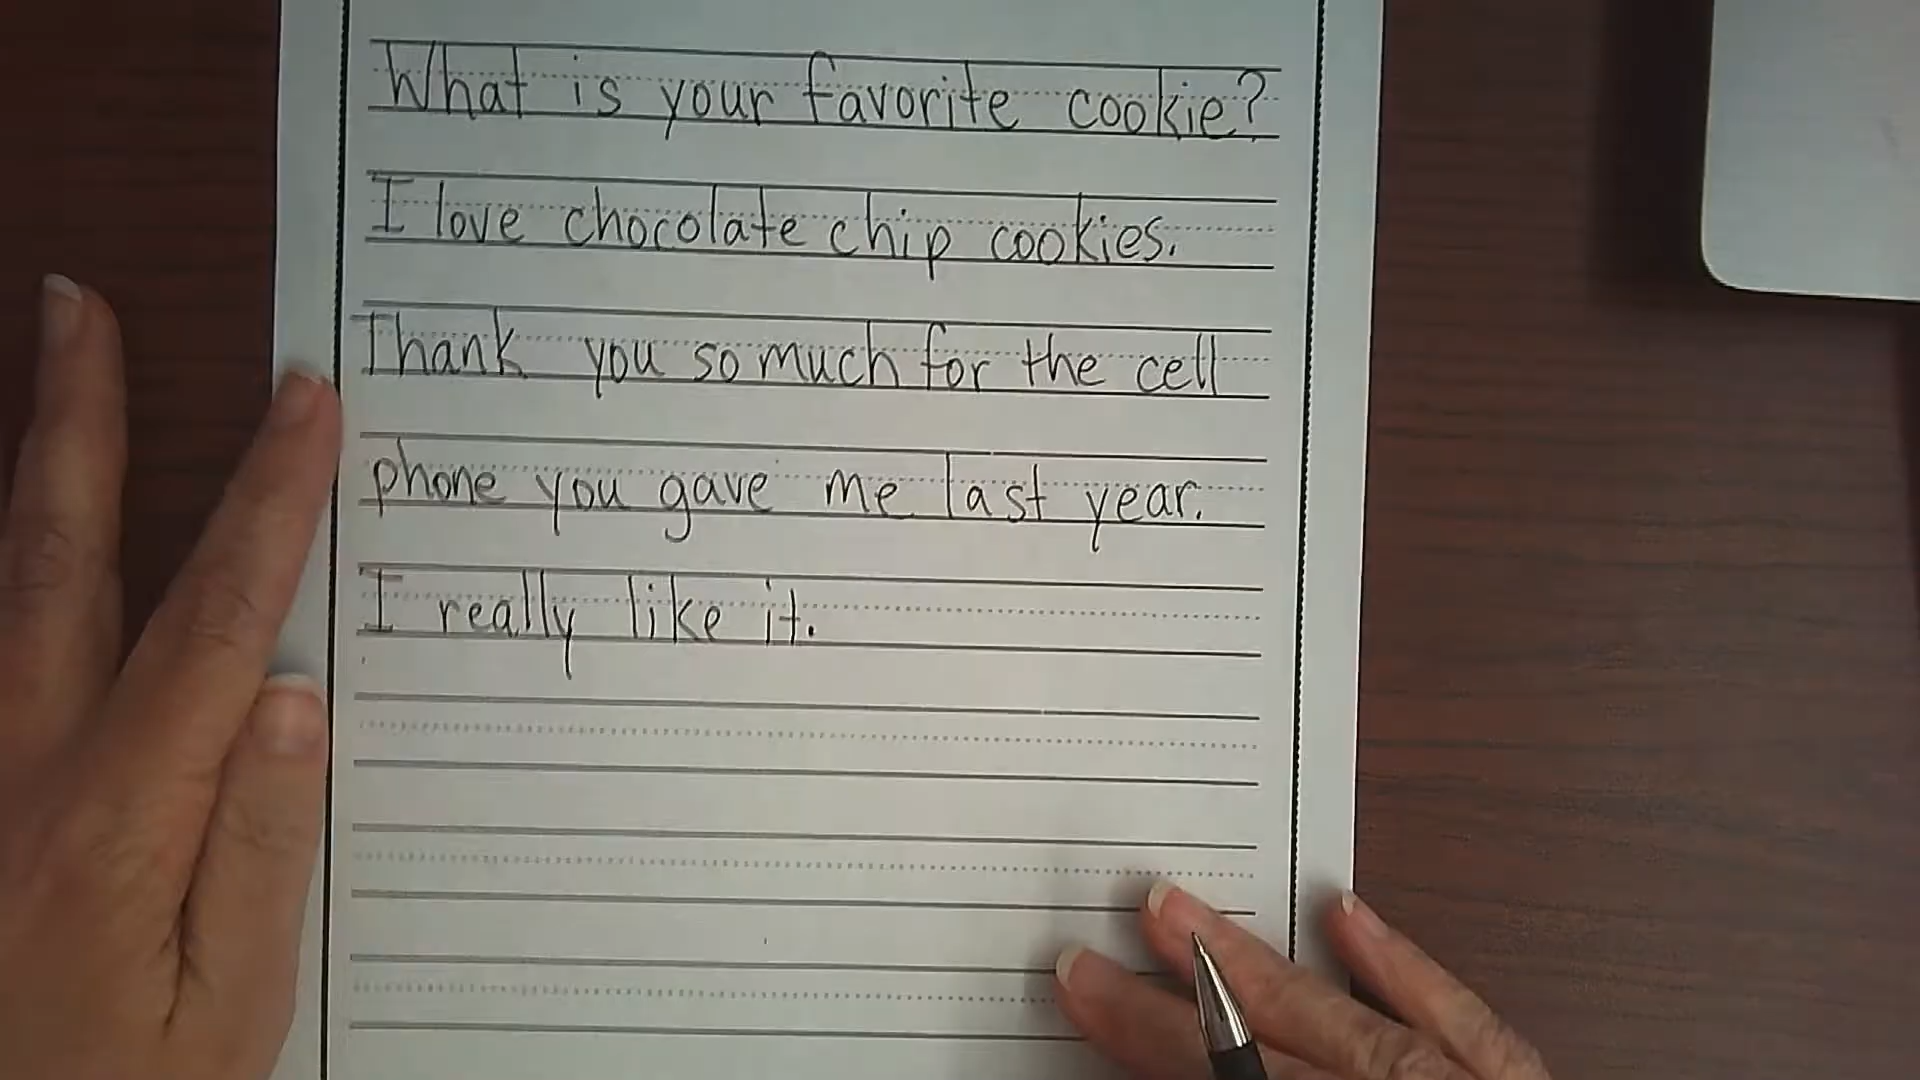 What is your favorite cookie?
I love chocolate chip cookies.
Thank you so much for the cell
phone you gave me last year.
I really like it.